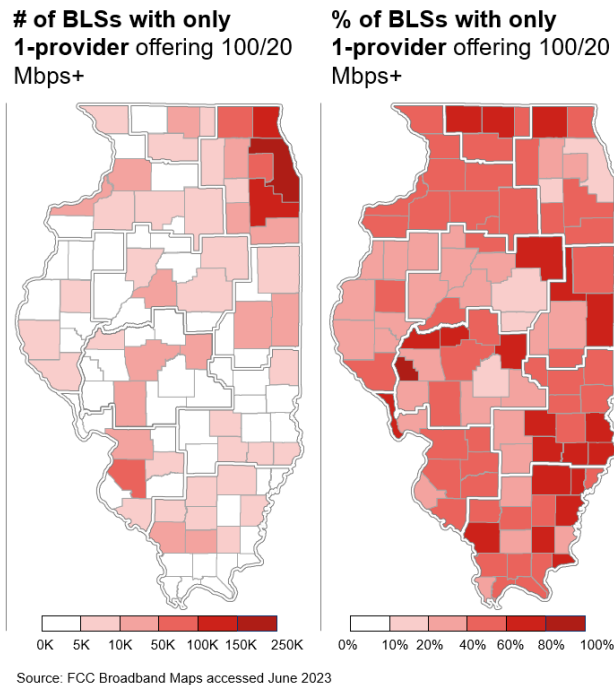 # of BLSs with only
1-provider offering 100/20
Mbps+
% of BLSs with only
1-provider offering 100/20
Mbps+
0K 5K 10K 50K 100K 150K 250K
0% 10% 20% 40% 60% 80% 100%
Source: FCC Broadband Maps accessed June 2023